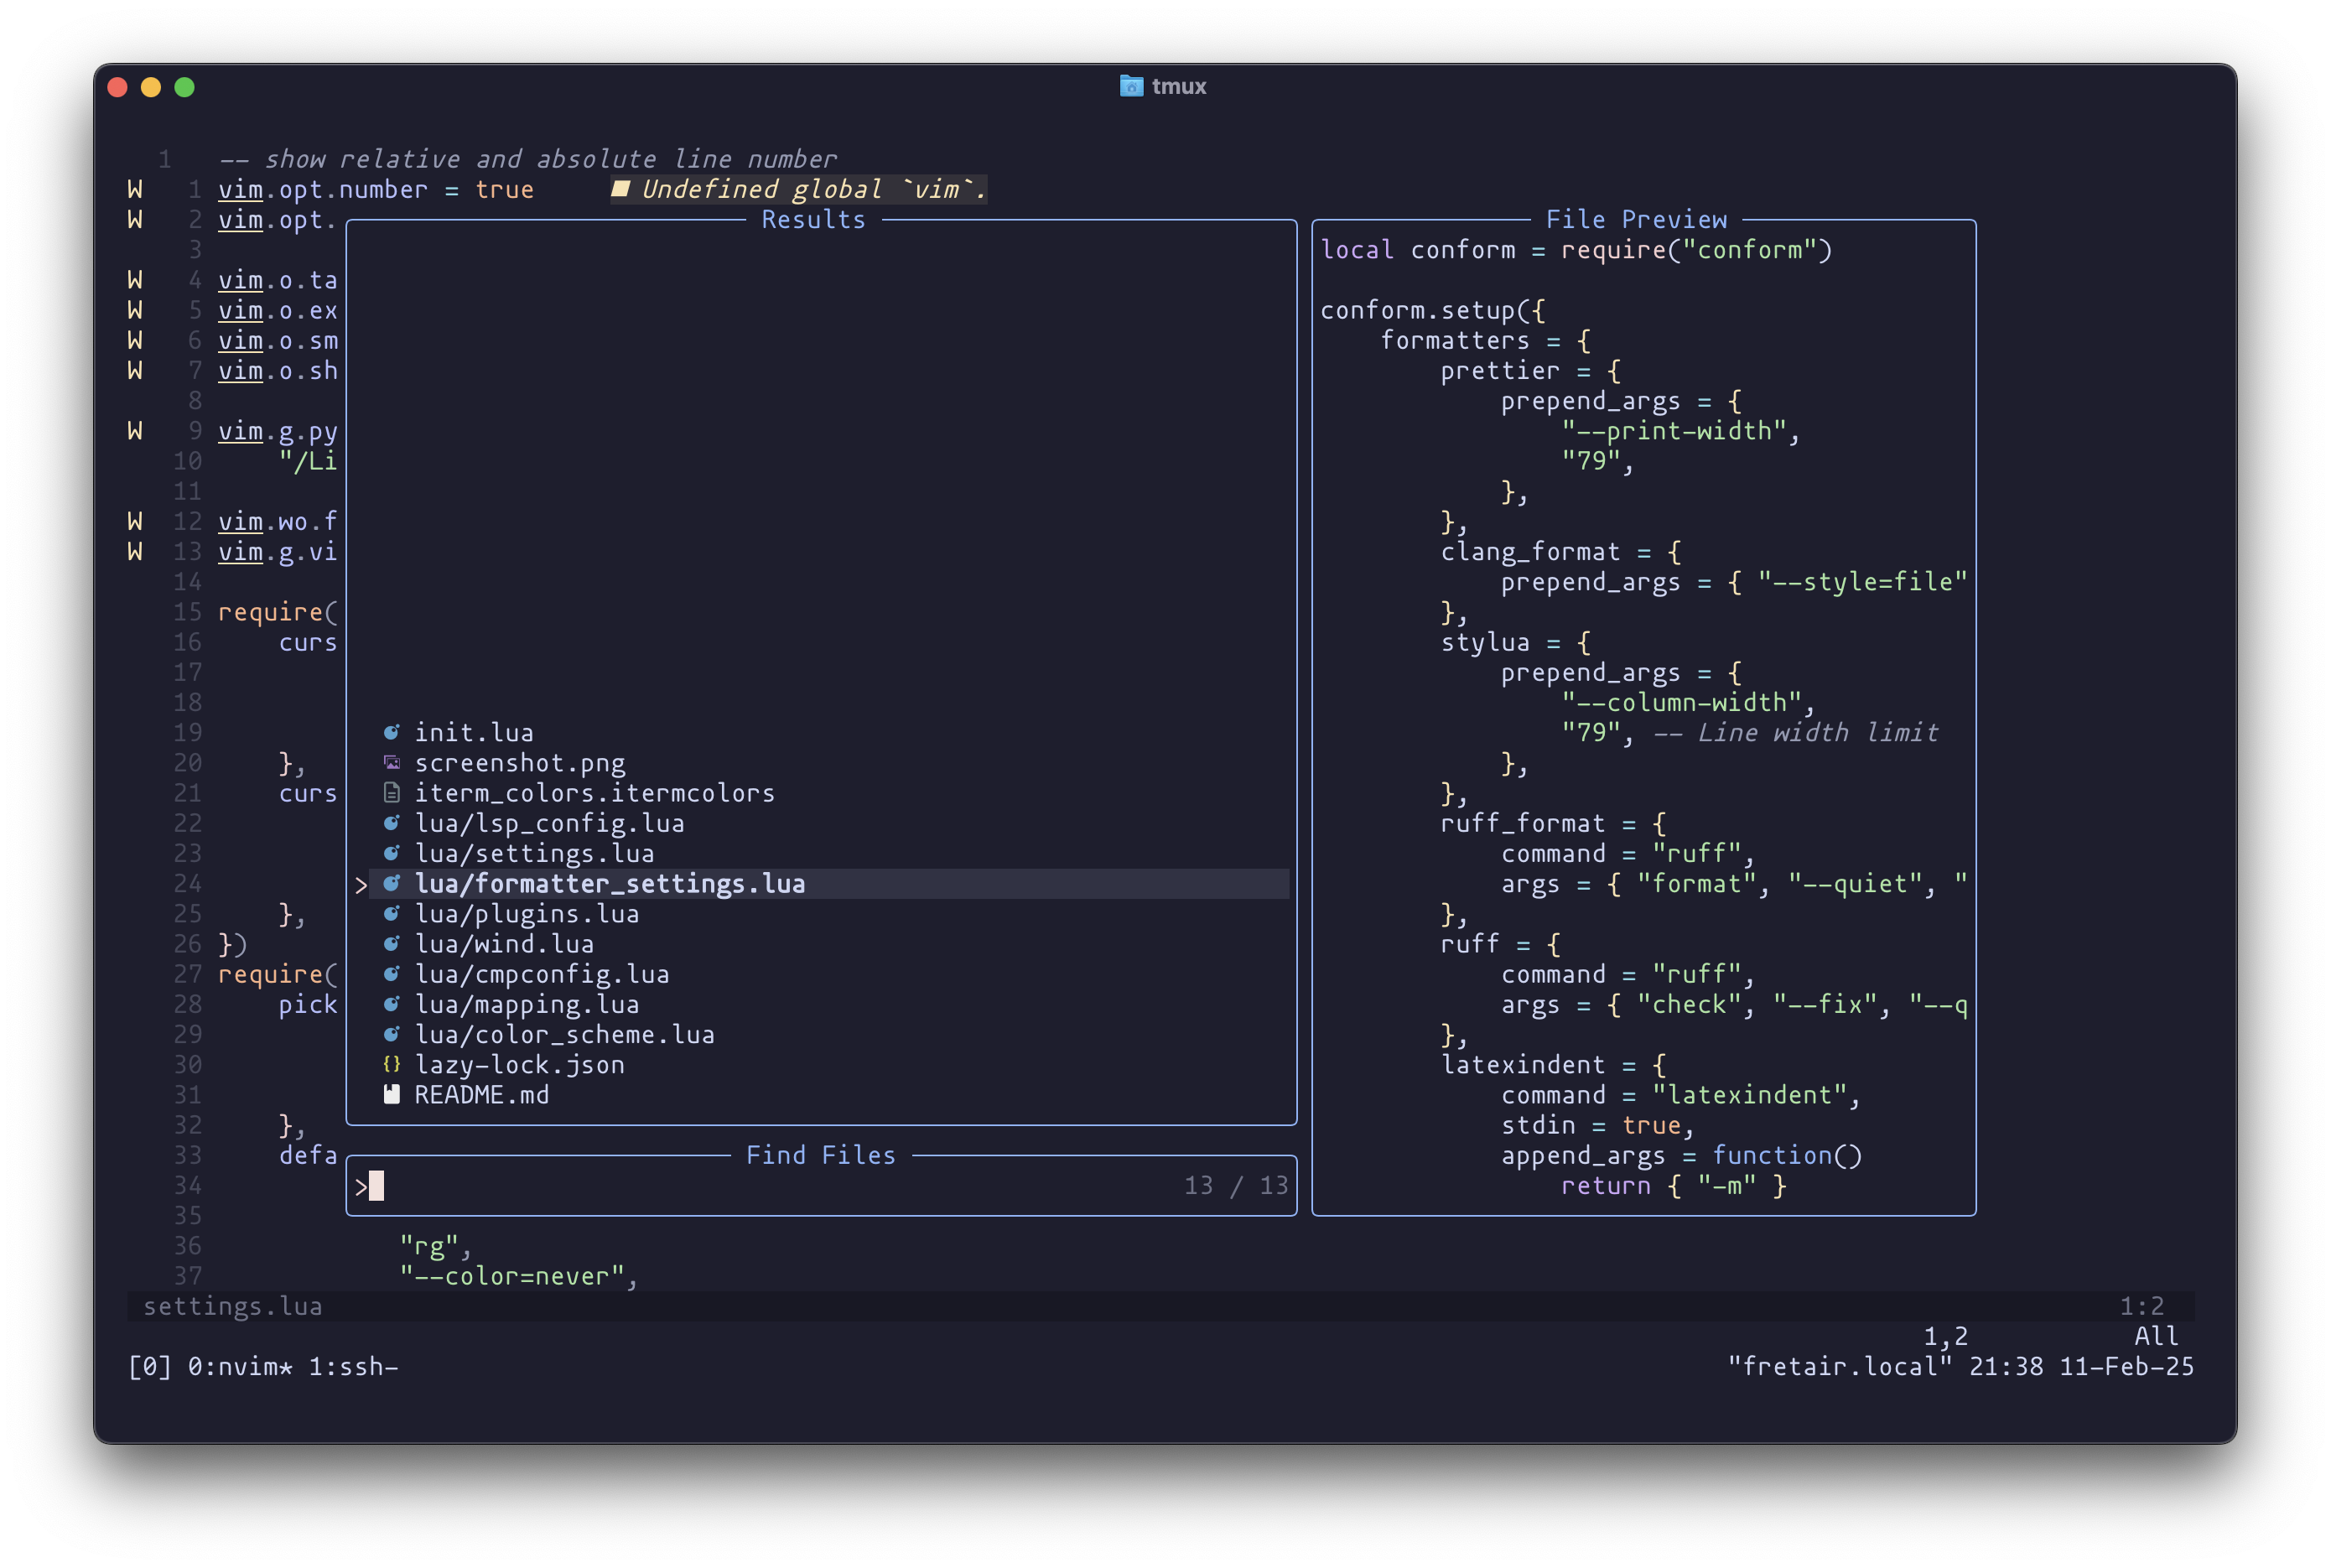 tmux
1 -- show relative and absolute line number
W 1 vim.opt.number = true ■ Undefined global `vim`.
W 2 vim.opt.
3
W 4 vim.o.ta
W 5 vim.o.ex
W 6 vim.o.sm
W 7 vim.o.sh
8
W 9 vim.g.py
10 "/Li
11
W 12 vim.wo.f
W 13 vim.g.vi
14
15 require(
16 curs
17
18
19
20 },
21 curs
22
23
24
25 },
26 })
27 require(
28 pick
29
30
31
32 },
33 defa
34
35
36 "rg",
37 "--color=never",
Results
init.lua
screenshot.png
iterm_colors.itermcolors
lua/lsp_config.lua
lua/settings.lua
> lua/formatter_settings.lua
lua/plugins.lua
lua/wind.lua
lua/cmpconfig.lua
lua/mapping.lua
lua/color_scheme.lua
lazy-lock.json
README.md
Find Files
> 13 / 13
File Preview
local conform = require("conform")
conform.setup({
formatters = {
prettier = {
prepend_args = {
"--print-width",
"79",
},
},
clang_format = {
prepend_args = { "--style=file"
},
stylua = {
prepend_args = {
"--column-width",
"79", -- Line width limit
},
},
ruff_format = {
command = "ruff",
args = { "format", "--quiet", "
},
ruff = {
command = "ruff",
args = { "check", "--fix", "--q
},
latexindent = {
command = "latexindent",
stdin = true,
append_args = function()
return { "-m" }
settings.lua 1:2
1,2 All
[0] 0:nvim* 1:ssh- "fretair.local" 21:38 11-Feb-25